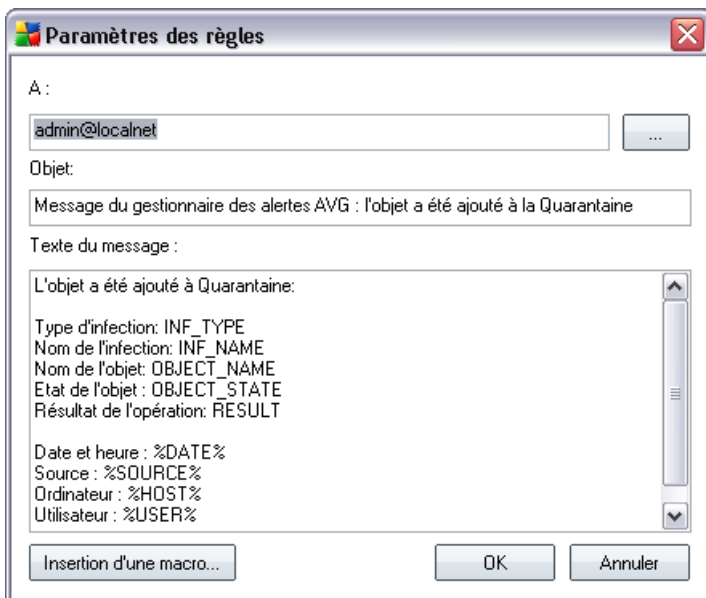 Paramètres des règles
A :
admin@localnet
...
Objet:
Message du gestionnaire des alertes AVG : l'objet a été ajouté à la Quarantaine
Texte du message :
L'objet a été ajouté à Quarantaine:
Type d'infection: INF_TYPE
Nom de l'infection: INF_NAME
Nom de l'objet: OBJECT_NAME
Etat de l'objet : OBJECT_STATE
Résultat de l'opération: RESULT
Date et heure : %DATE%
Source : %SOURCE%
Ordinateur : %HOST%
Utilisateur : %USER%
Insertion d'une macro...
OK
Annuler